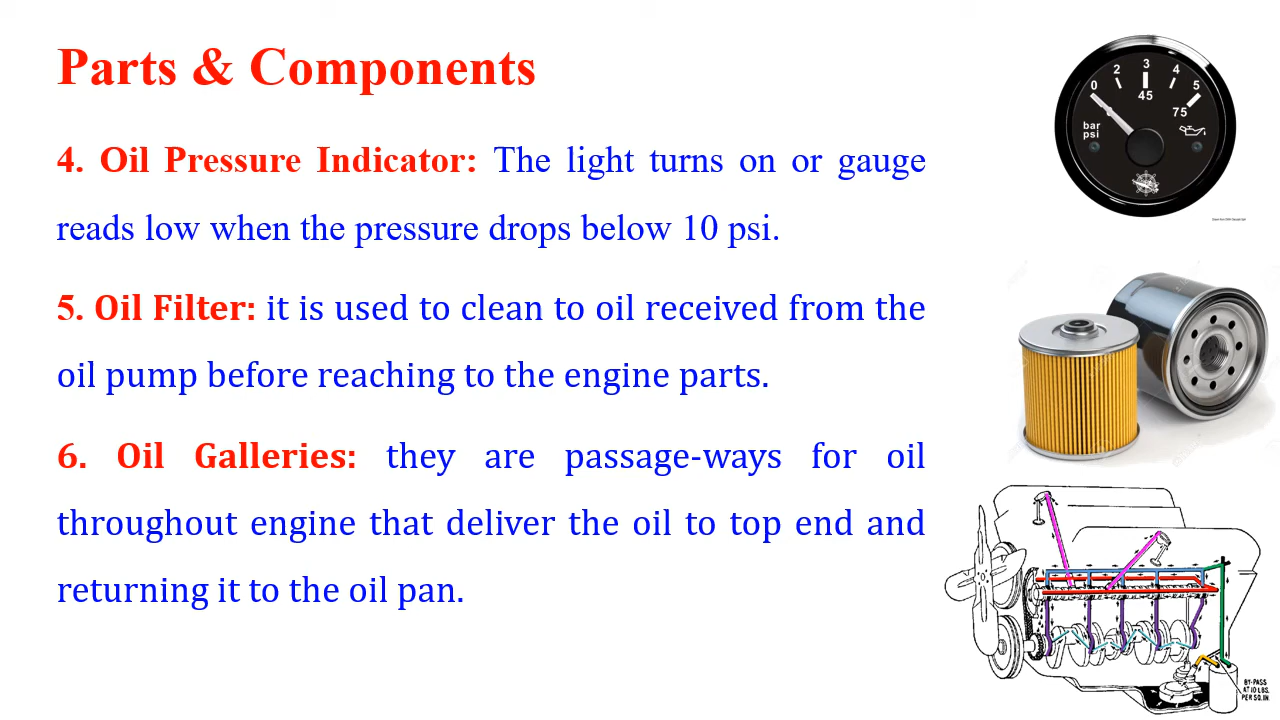 Parts & Components
4. Oil Pressure Indicator: The light turns on or gauge
reads low when the pressure drops below 10 psi.
5. Oil Filter: it is used to clean to oil received from the
oil pump before reaching to the engine parts.
6. Oil Galleries: they are passage-ways for oil
throughout engine that deliver the oil to top end and
returning it to the oil pan.
0 2 3 4 5
45 75
bar
psi
BY-PASS
AT 10 LBS.
PER SQ. IN.